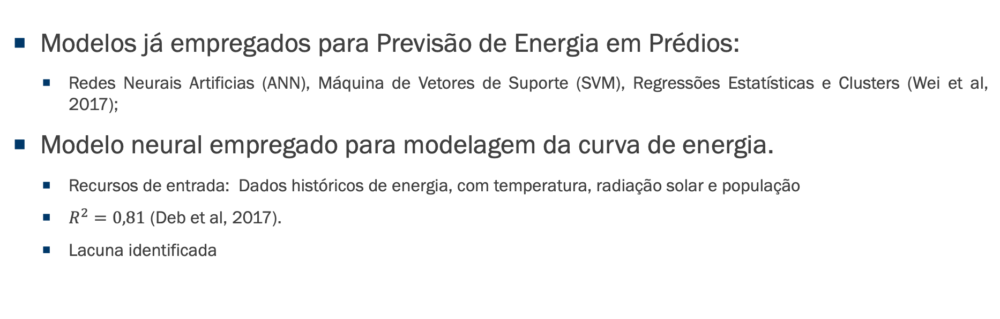 Modelos já empregados para Previsão de Energia em Prédios:
Redes Neurais Artificias (ANN), Máquina de Vetores de Suporte (SVM), Regressões Estatísticas e Clusters (Wei et al,
2017);
Modelo neural empregado para modelagem da curva de energia.
Recursos de entrada: Dados históricos de energia, com temperatura, radiação solar e população
R² = 0,81 (Deb et al, 2017).
Lacuna identificada